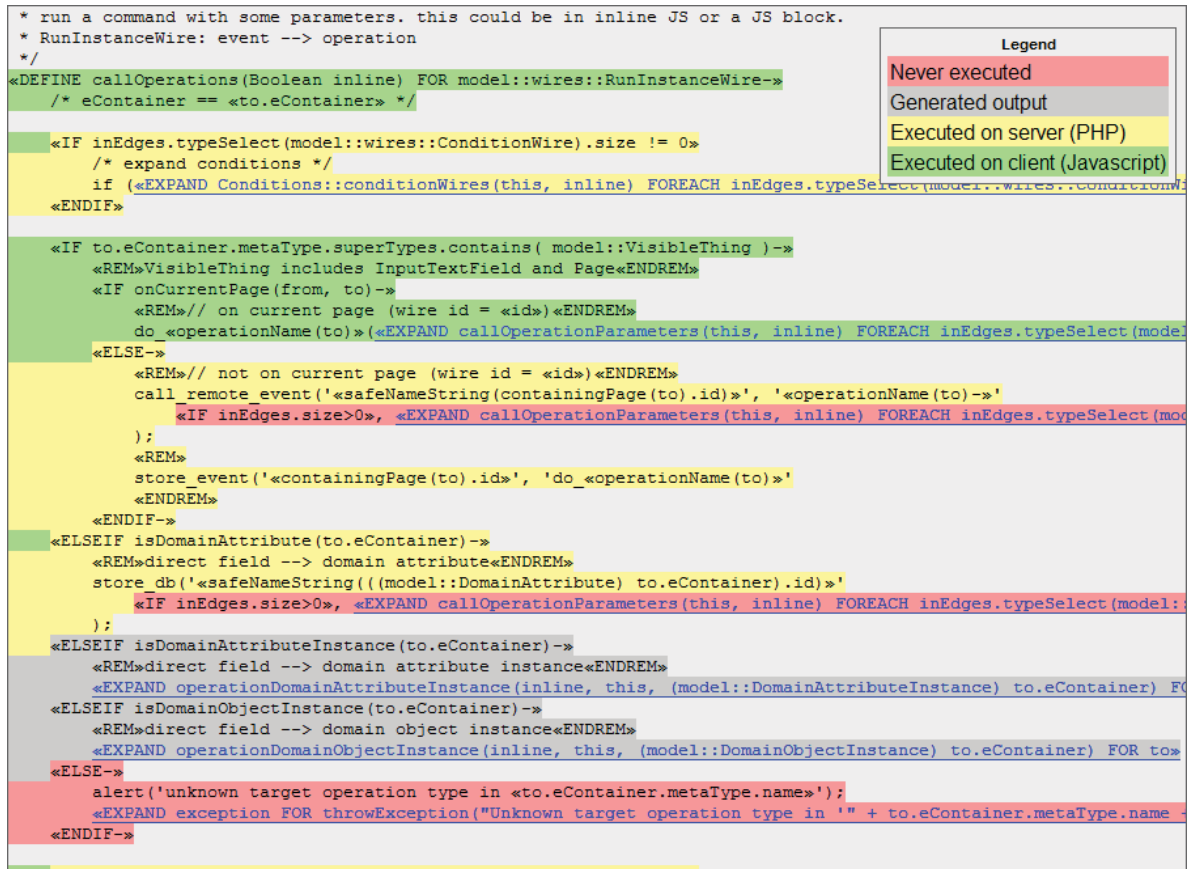 * run a command with some parameters. this could be in inline JS or a JS block.
* RunInstanceWire: event --> operation
*/
«DEFINE callOperations(Boolean inline) FOR model::wires::RunInstanceWire-»
/* eContainer == «to.eContainer» */
«IF inEdges.typeSelect(model::wires::ConditionWire).size != 0»
/* expand conditions */
if («EXPAND Conditions::conditionWires(this, inline) FOREACH inEdges.typeSelect(model::wires::ConditionWi
«ENDIF»
«IF to.eContainer.metaType.superTypes.contains( model::VisibleThing )-»
«REM»VisibleThing includes InputTextField and Page«ENDREM»
«IF onCurrentPage(from, to)-»
«REM»// on current page (wire id = «id»)«ENDREM»
do_«operationName(to)»(«EXPAND callOperationParameters(this, inline) FOREACH inEdges.typeSelect(model
«ELSE-»
«REM»// not on current page (wire id = «id»)«ENDREM»
call_remote_event('«safeNameString(containingPage(to).id)»', '«operationName(to)-»'
«IF inEdges.size>0», «EXPAND callOperationParameters(this, inline) FOREACH inEdges.typeSelect(mod
);
«REM»
store_event('«containingPage(to).id»', 'do_«operationName(to)»'
«ENDREM»
«ENDIF-»
«ELSEIF isDomainAttribute(to.eContainer)-»
«REM»direct field --> domain attribute«ENDREM»
store_db('«safeNameString(((model::DomainAttribute) to.eContainer).id)»'
«IF inEdges.size>0», «EXPAND callOperationParameters(this, inline) FOREACH inEdges.typeSelect(model::
);
«ELSEIF isDomainAttributeInstance(to.eContainer)-»
«REM»direct field --> domain attribute instance«ENDREM»
«EXPAND operationDomainAttributeInstance(inline, this, (model::DomainAttributeInstance) to.eContainer) FO
«ELSEIF isDomainObjectInstance(to.eContainer)-»
«REM»direct field --> domain object instance«ENDREM»
«EXPAND operationDomainObjectInstance(inline, this, (model::DomainObjectInstance) to.eContainer) FOR to»
«ELSE-»
alert('unknown target operation type in «to.eContainer.metaType.name»');
«EXPAND exception FOR throwException("Unknown target operation type in '" + to.eContainer.metaType.name +
«ENDIF-»
Legend
Never executed
Generated output
Executed on server (PHP)
Executed on client (Javascript)